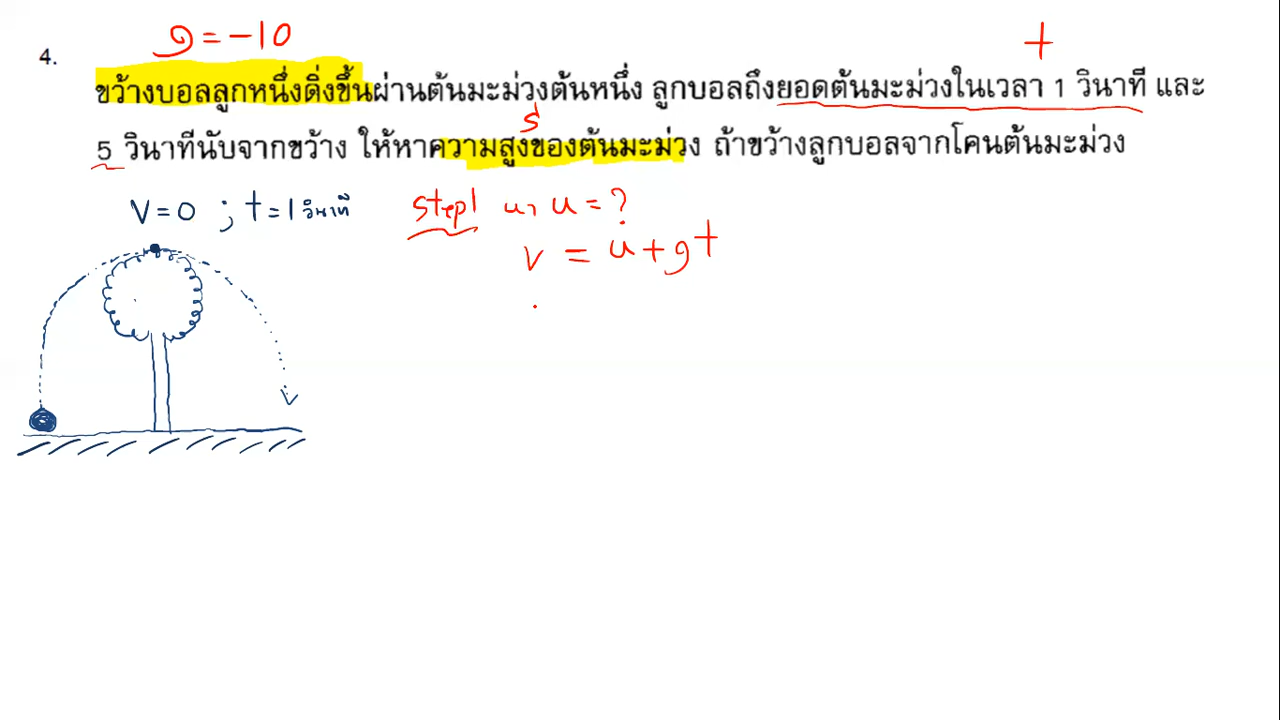 g = -10
t
4.
ขว้างบอลลูกหนึ่งดิ่งขึ้นผ่านต้นมะม่วงต้นหนึ่ง ลูกบอลถึงยอดต้นมะม่วงในเวลา 1 วินาที และ
s
5 วินาทีนับจากขว้าง ให้หาความสูงของต้นมะม่วง ถ้าขว้างลูกบอลจากโคนต้นมะม่วง
v = 0 ; t = 1 วินาที
step1 หา u = ?
v = u + gt